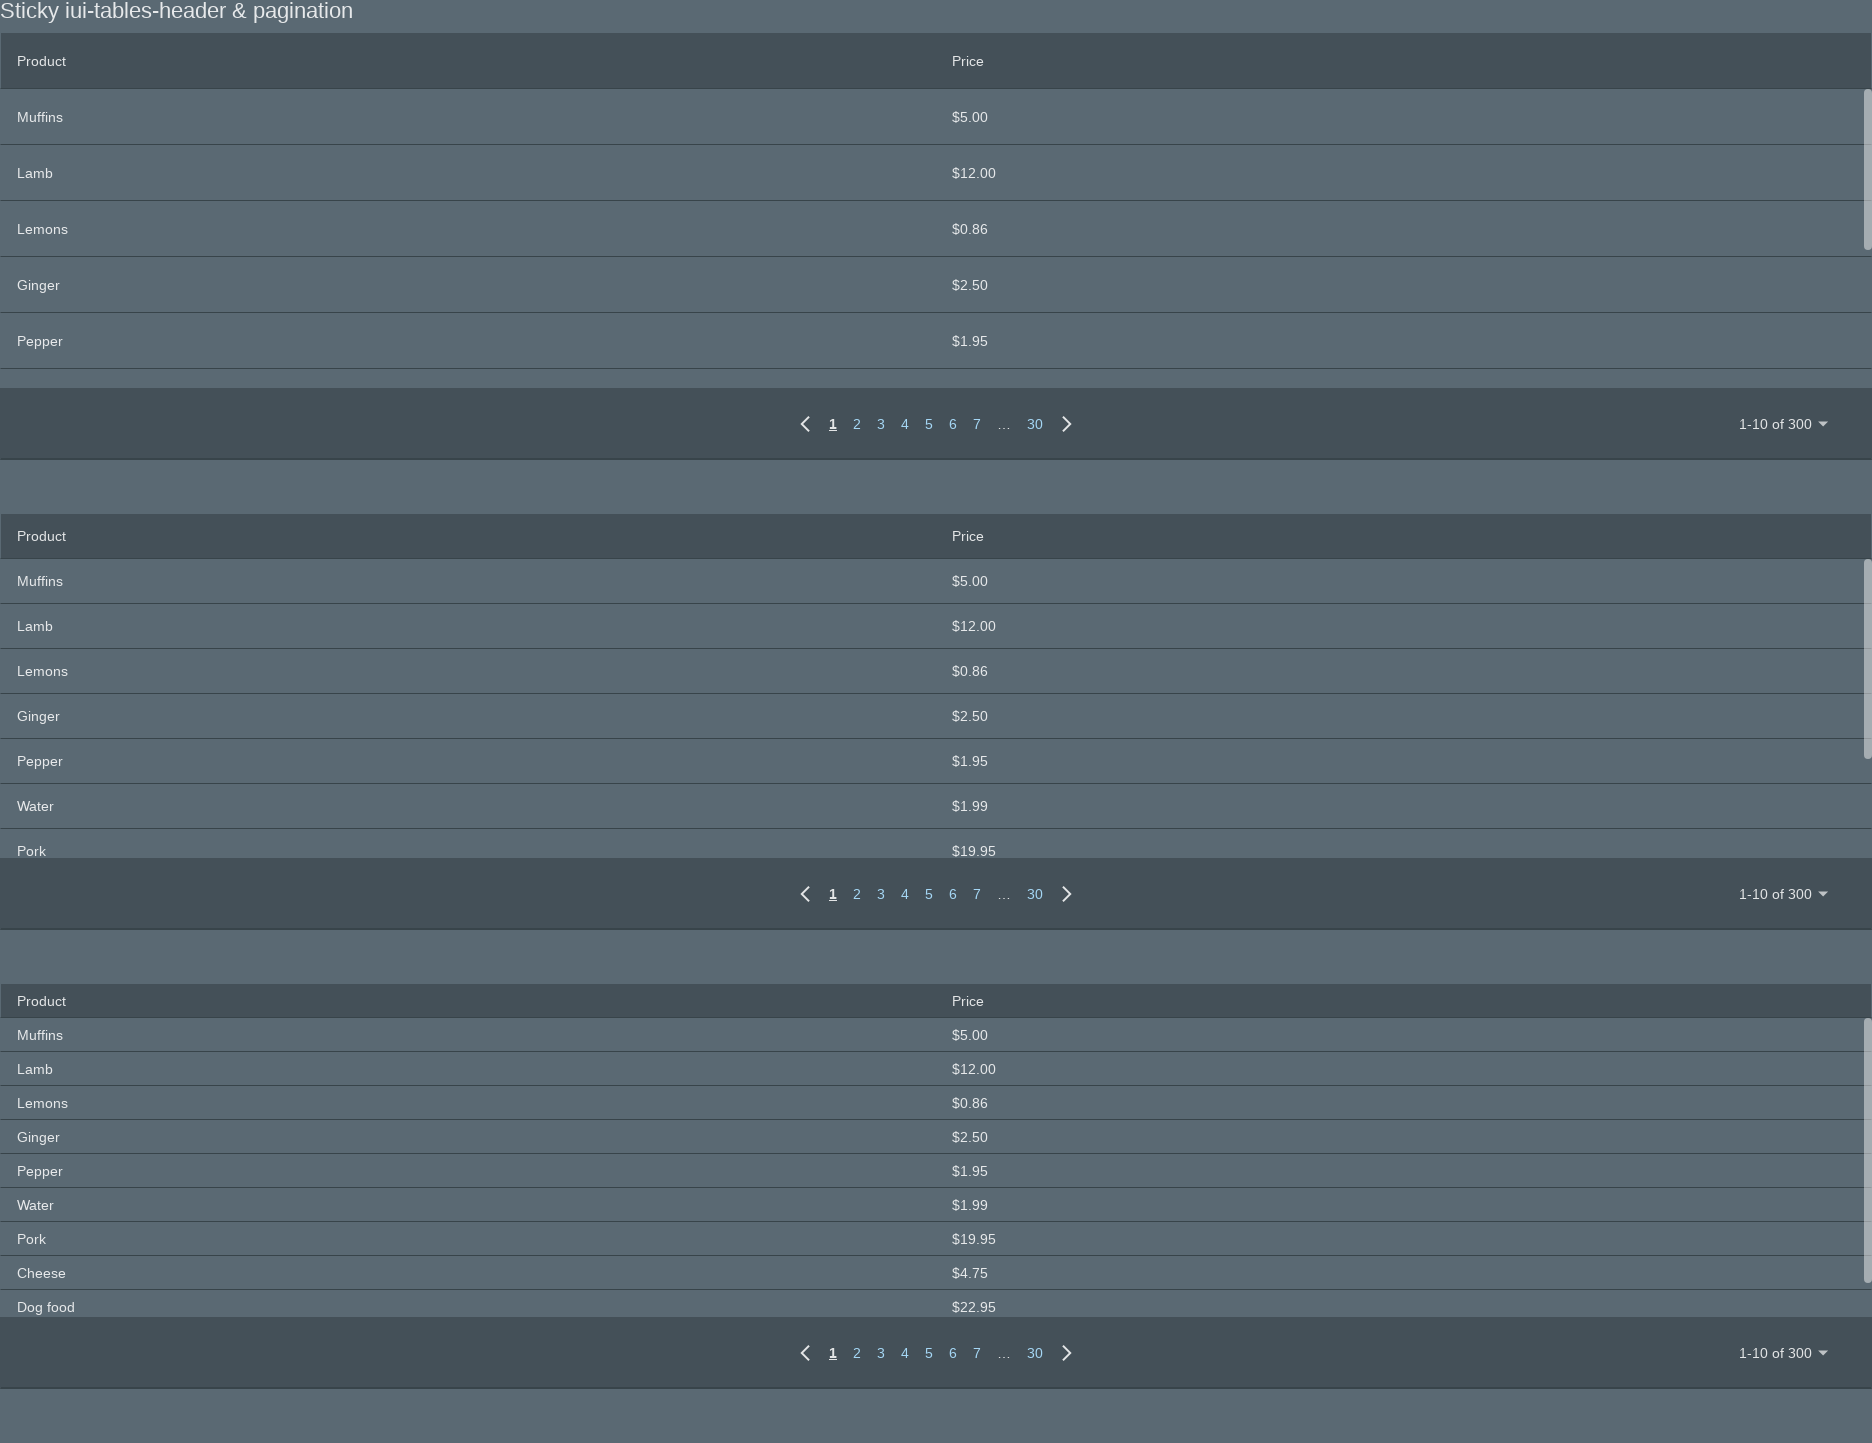 Sticky iui-tables-header & pagination
Product Price
Muffins $5.00
Lamb $12.00
Lemons $0.86
Ginger $2.50
Pepper $1.95
1 2 3 4 5 6 7 … 30 1-10 of 300
Product Price
Muffins $5.00
Lamb $12.00
Lemons $0.86
Ginger $2.50
Pepper $1.95
Water $1.99
Pork $19.95
1 2 3 4 5 6 7 … 30 1-10 of 300
Product Price
Muffins $5.00
Lamb $12.00
Lemons $0.86
Ginger $2.50
Pepper $1.95
Water $1.99
Pork $19.95
Cheese $4.75
Dog food $22.95
1 2 3 4 5 6 7 … 30 1-10 of 300